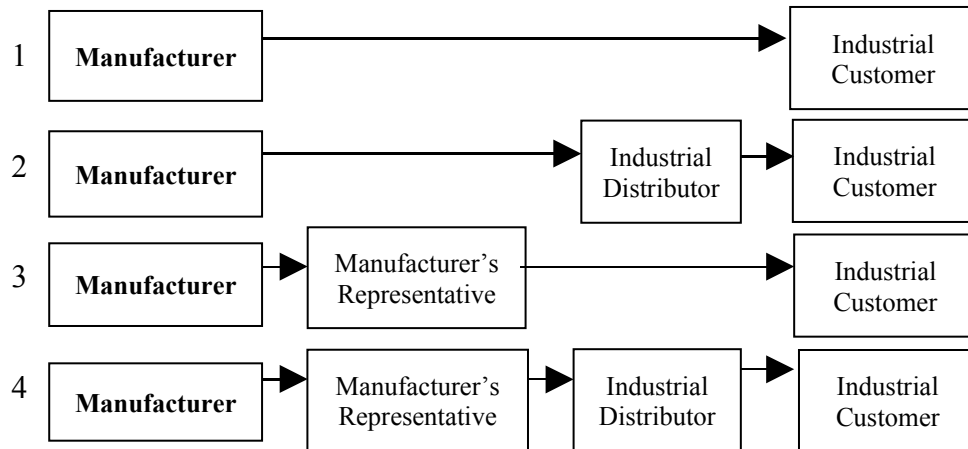 1
Manufacturer
Industrial
Customer
2
Manufacturer
Industrial
Distributor
Industrial
Customer
3
Manufacturer
Manufacturer’s
Representative
Industrial
Customer
4
Manufacturer
Manufacturer’s
Representative
Industrial
Distributor
Industrial
Customer